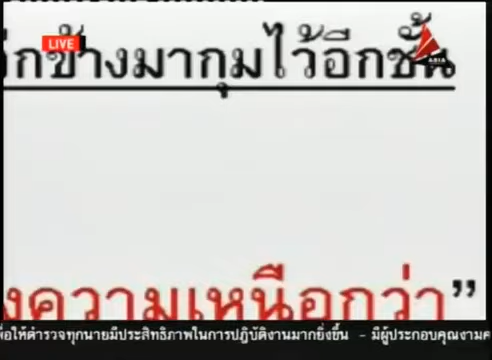 LIVE
ีกข้างมากุมไว้อีกชั้น
ASIA
งความเหนือกว่า”
พื่อให้ตำรวจทุกนายมีประสิทธิภาพในการปฏิบัติงานมากยิ่งขึ้น - มีผู้ประกอบคุณงามค